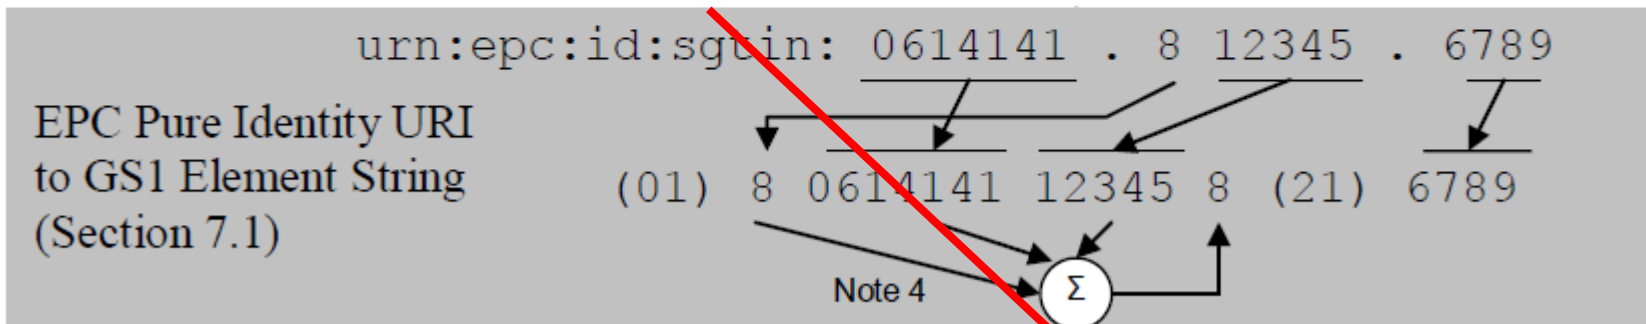 urn:epc:id:sgtin: 0614141 . 8 12345 . 6789
EPC Pure Identity URI
to GS1 Element String
(Section 7.1)
(01) 8 0614141 12345 8 (21) 6789
Note 4
Σ